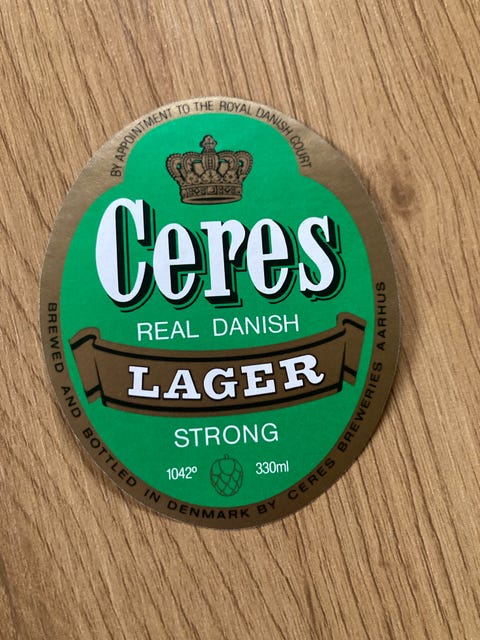 BY APPOINTMENT TO THE ROYAL DANISH COURT
Ceres
REAL DANISH
LAGER
STRONG
1042º 330ml
BREWED AND BOTTLED IN DENMARK BY CERES BREWERIES AARHUS